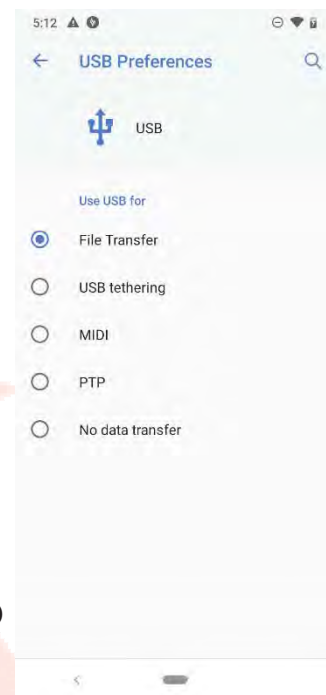 5:12
USB Preferences
USB
Use USB for
File Transfer
USB tethering
MIDI
PTP
No data transfer